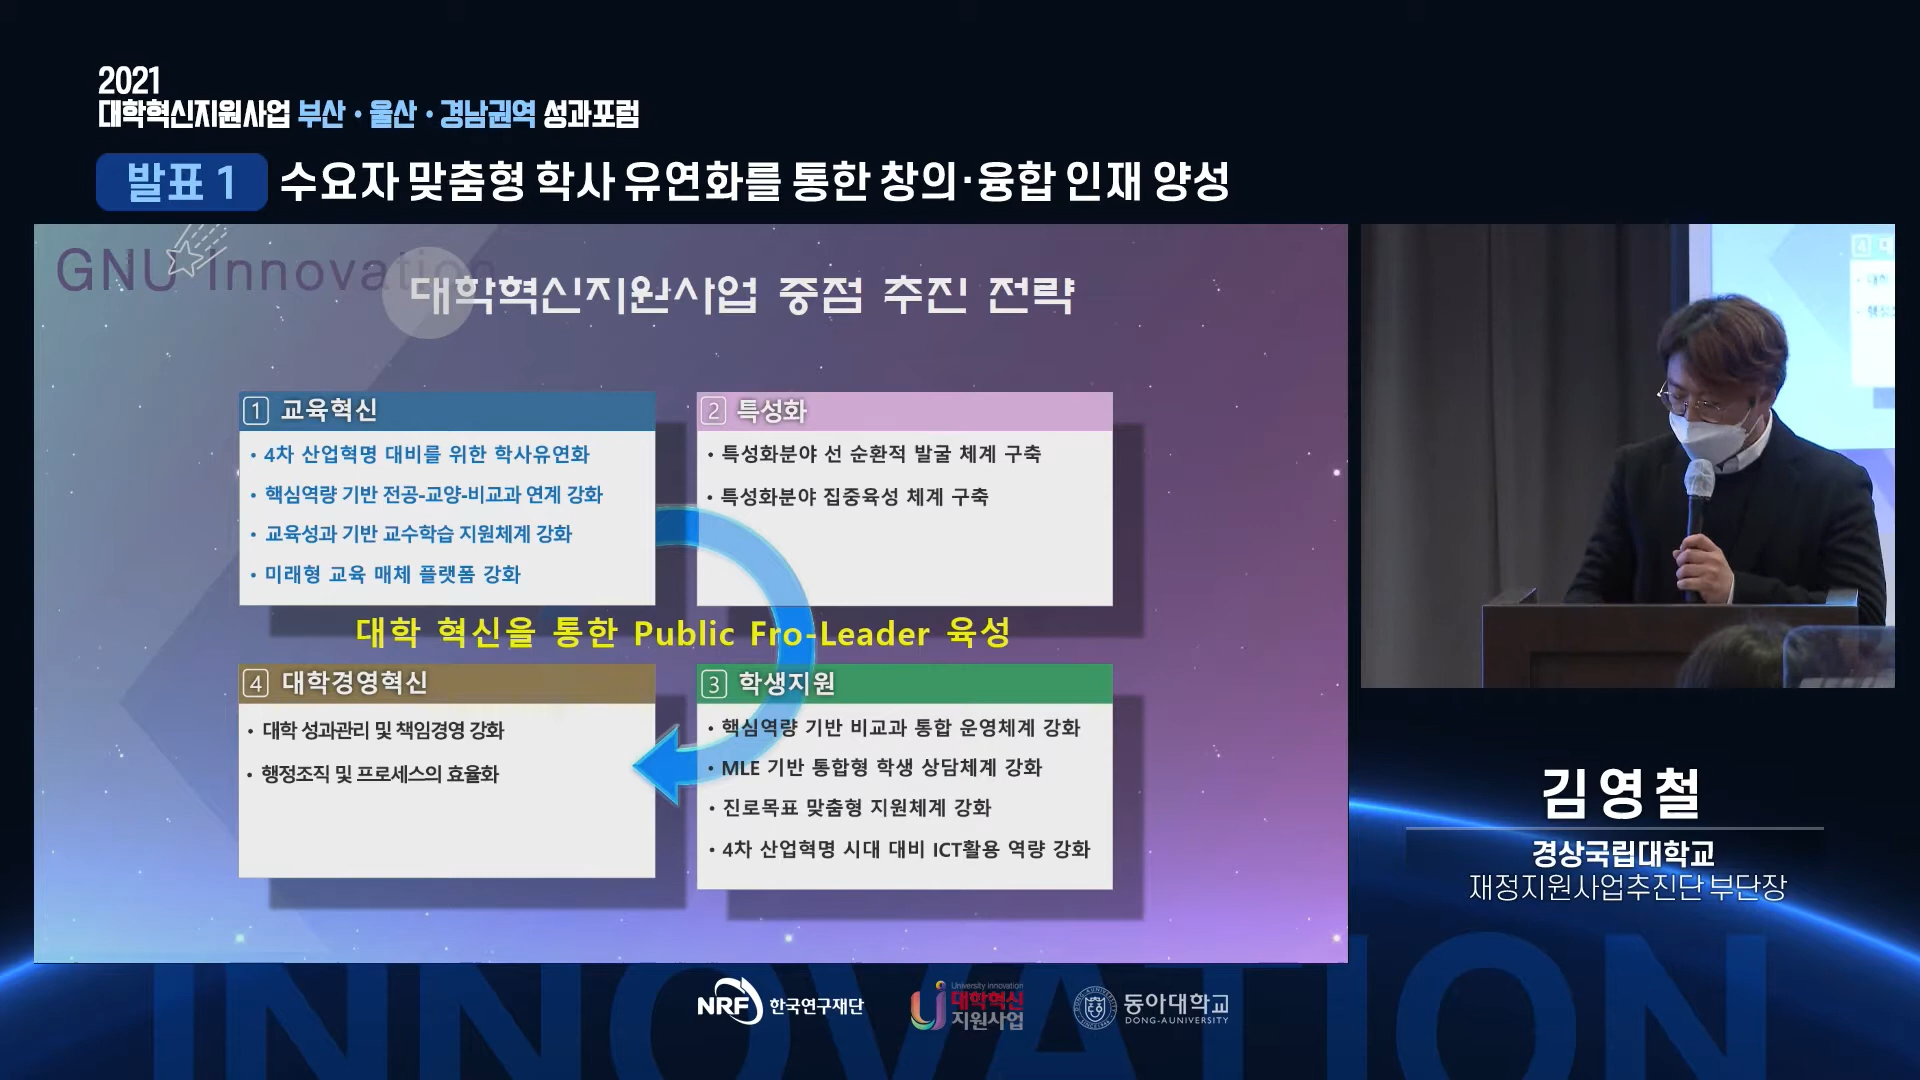 2021
대학혁신지원사업 부산·울산·경남권역 성과포럼
발표 1 수요자 맞춤형 학사 유연화를 통한 창의·융합 인재 양성
GNU Innovation
대학혁신지원사업 중점 추진 전략
1 교육혁신
• 4차 산업혁명 대비를 위한 학사유연화
• 핵심역량 기반 전공-교양-비교과 연계 강화
• 교육성과 기반 교수학습 지원체계 강화
• 미래형 교육 매체 플랫폼 강화
2 특성화
• 특성화분야 선 순환적 발굴 체계 구축
• 특성화분야 집중육성 체계 구축
대학 혁신을 통한 Public Fro-Leader 육성
4 대학경영혁신
• 대학 성과관리 및 책임경영 강화
• 행정조직 및 프로세스의 효율화
3 학생지원
• 핵심역량 기반 비교과 통합 운영체계 강화
• MLE 기반 통합형 학생 상담체계 강화
• 진로목표 맞춤형 지원체계 강화
• 4차 산업혁명 시대 대비 ICT활용 역량 강화
김영철
경상국립대학교
재정지원사업추진단 부단장
INNOVATION
NRF 한국연구재단
University Innovation
대학혁신
지원사업
동아대학교
DONG-A UNIVERSITY